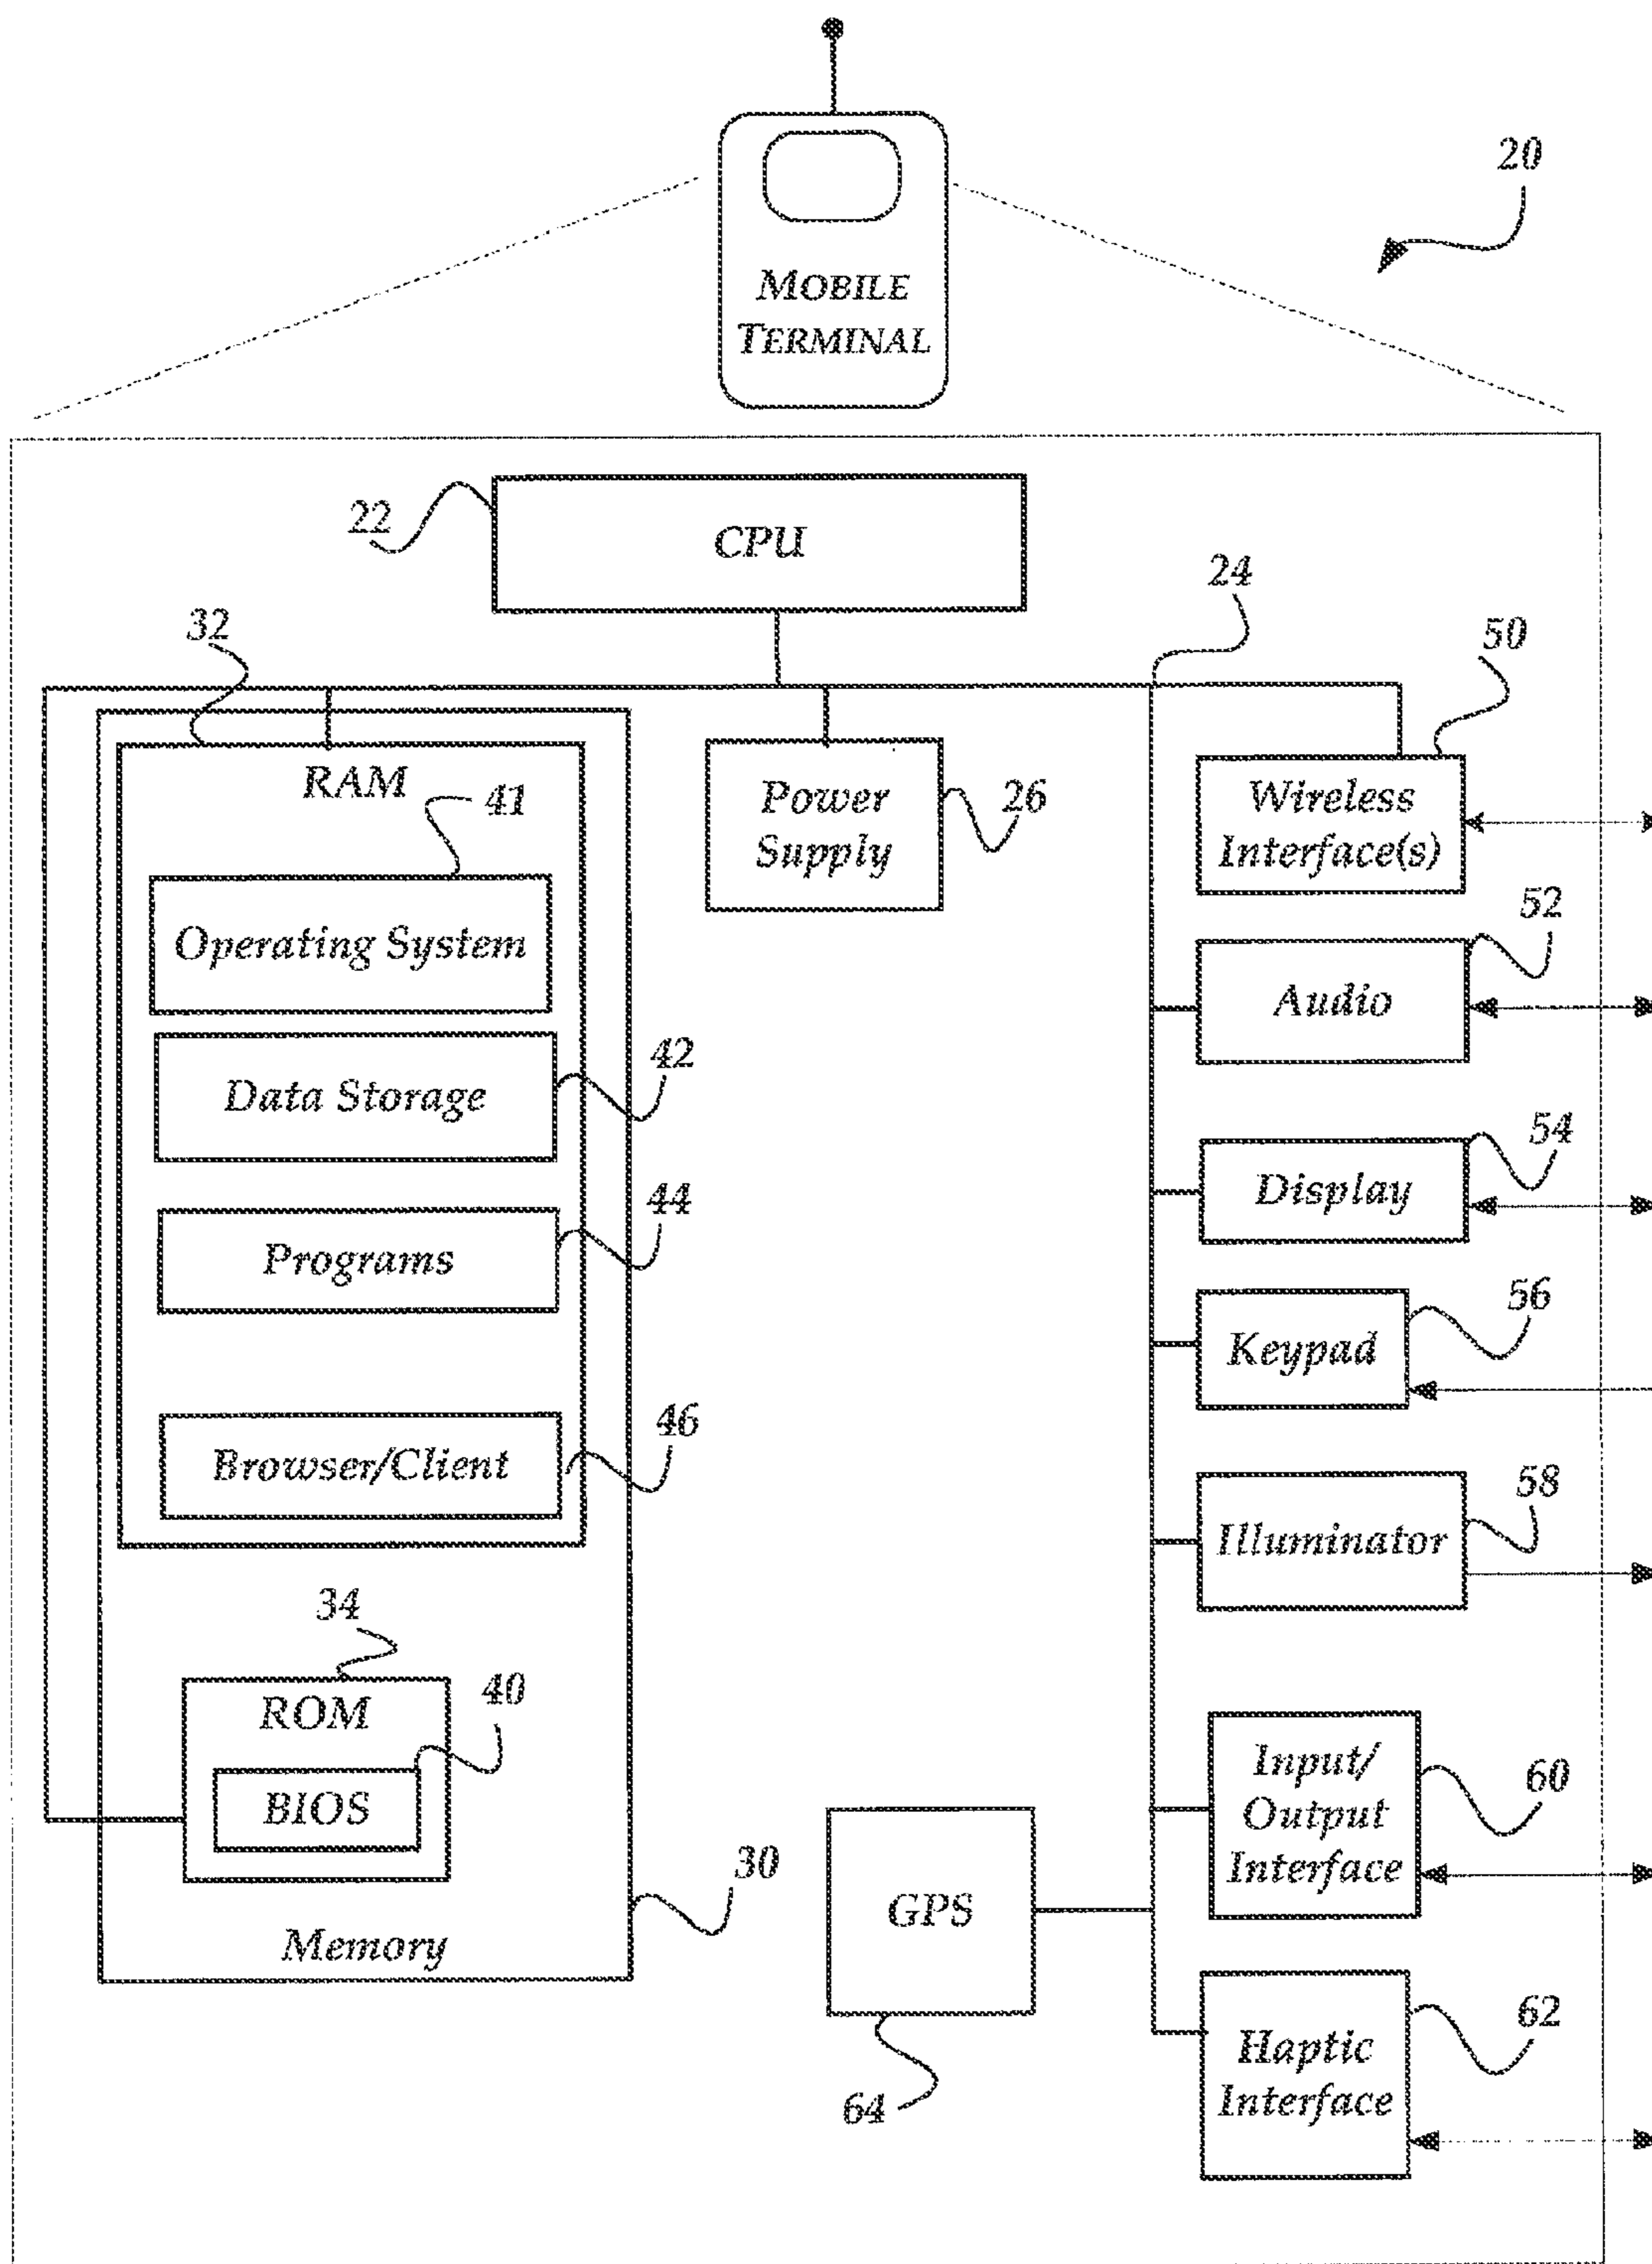 20
MOBILE
TERMINAL
22
CPU
24
32
50
RAM
41
Power
Supply
26
Wireless
Interface(s)
Operating System
52
Audio
42
Data Storage
54
Display
44
Programs
56
Keypad
46
Browser/Client
58
Illuminator
34
ROM
40
BIOS
Input/
Output
Interface
60
30
GPS
Memory
62
Haptic
Interface
64